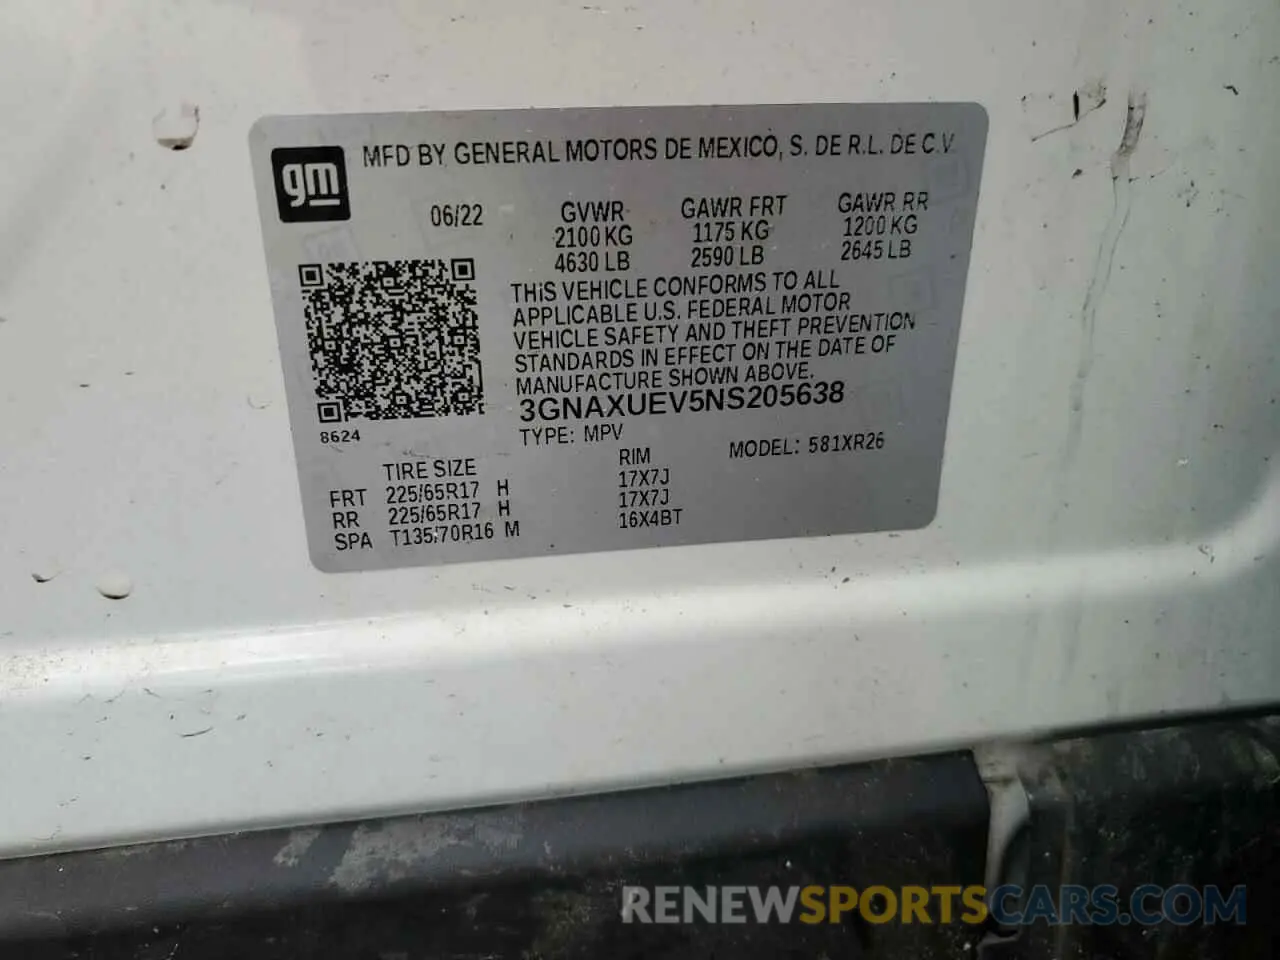 gm
MFD BY GENERAL MOTORS DE MEXICO, S. DE R.L. DE C.V.
06/22
GVWR
2100 KG
4630 LB
GAWR FRT
1175 KG
2590 LB
GAWR RR
1200 KG
2645 LB
THIS VEHICLE CONFORMS TO ALL
APPLICABLE U.S. FEDERAL MOTOR
VEHICLE SAFETY AND THEFT PREVENTION
STANDARDS IN EFFECT ON THE DATE OF
MANUFACTURE SHOWN ABOVE.
3GNAXUEV5NS205638
8624
TYPE: MPV
MODEL: 581XR26
TIRE SIZE RIM
FRT 225/65R17 H 17X7J
RR 225/65R17 H 17X7J
SPA T135/70R16 M 16X4BT
RENEWSPORTSCARS.COM